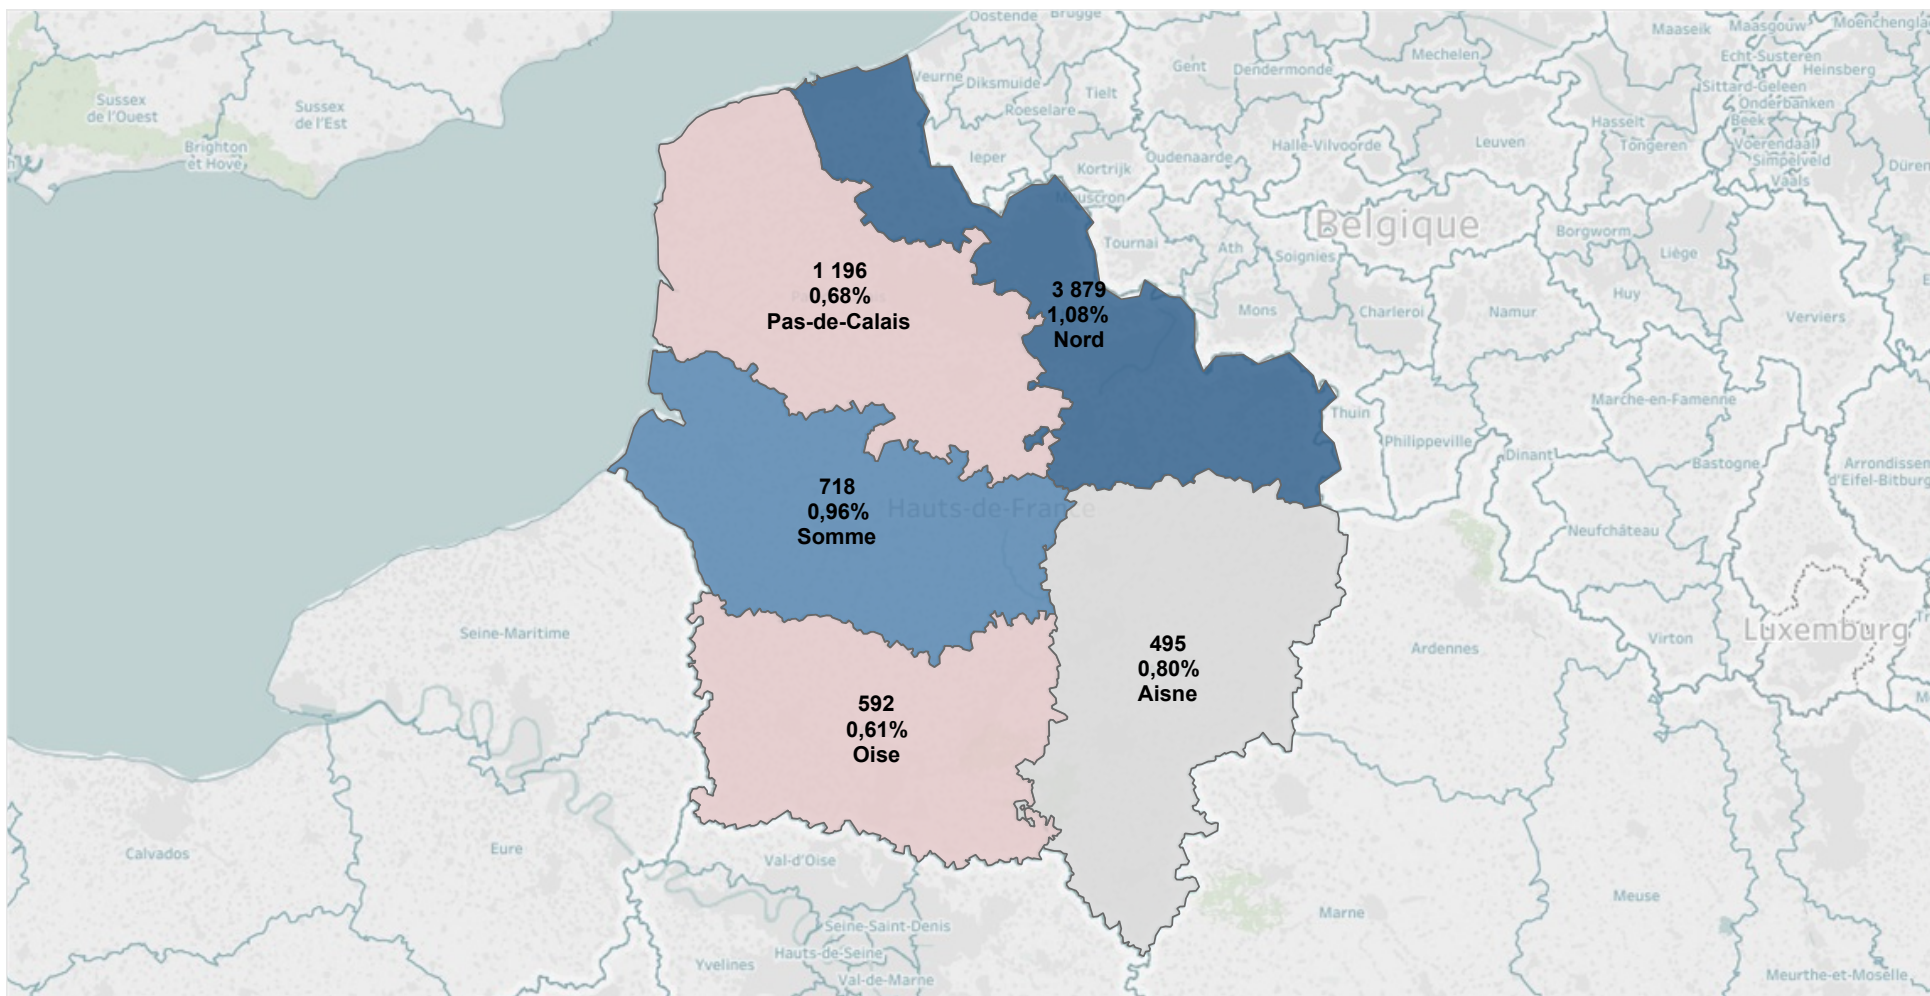 Oostende
Brugge
Maaseik
Maasgouw
Moenchengla
Echt-Susteren
Heinsberg
Sittard-Geleen
Onderbanken
Beek
Voerendaal
Simpelveld
Vaals
Düren
Veurne
Diksmuide
Gent
Dendermonde
Mechelen
Tielt
Roeselare
Hasselt
Tongeren
Leuven
Halle-Vilvoorde
Oudenaarde
Ieper
Kortrijk
Mouscron
Sussex
de l'Ouest
Sussex
de l'Est
Brighton
et Hove
Belgique
Tournai
Ath
Soignies
Borgworm
Liège
Huy
Verviers
Mons
Charleroi
Namur
1 196
0,68%
Pas-de-Calais
3 879
1,08%
Nord
Thuin
Marche-en-Famenne
Philippeville
Dinant
Bastogne
Arrondissem
d'Eifel-Bitburg
718
0,96%
Somme
Hauts-de-France
Neufchâteau
Seine-Maritime
495
0,80%
Aisne
Ardennes
Virton
Luxemburg
592
0,61%
Oise
Calvados
Eure
Val-d'Oise
Seine-Saint-Denis
Hauts-de-Seine
Yvelines
Val-de-Marne
Marne
Meuse
Meurthe-et-Moselle